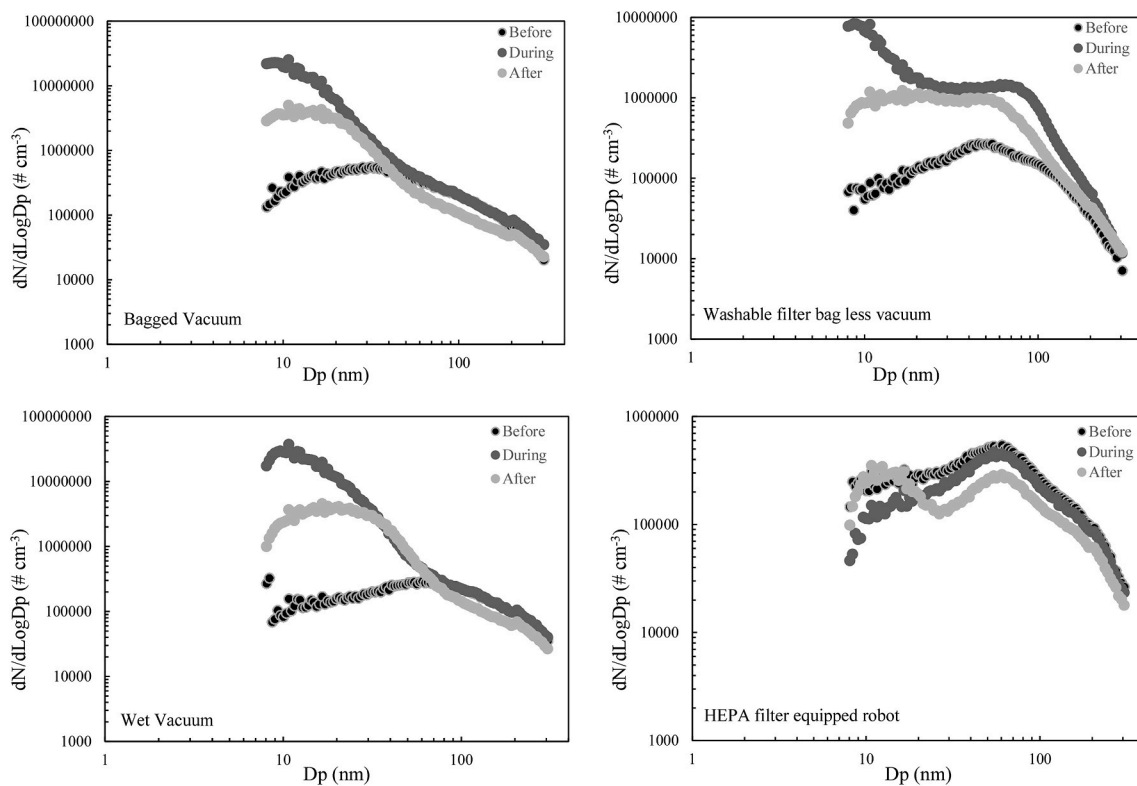 100000000
10000000
1000000
100000
10000
1000
1
10
100
dN/dLogDp (# cm-3)
Dp (nm)
Before
During
After
Bagged Vacuum
10000000
1000000
100000
10000
1000
1
10
100
dN/dLogDp (# cm-3)
Dp (nm)
Before
During
After
Washable filter bag less vacuum
100000000
10000000
1000000
100000
10000
1000
1
10
100
dN/dLogDp (# cm-3)
Dp (nm)
Before
During
After
Wet Vacuum
1000000
100000
10000
1000
1
10
100
dN/dLogDp (# cm-3)
Dp (nm)
Before
During
After
HEPA filter equipped robot